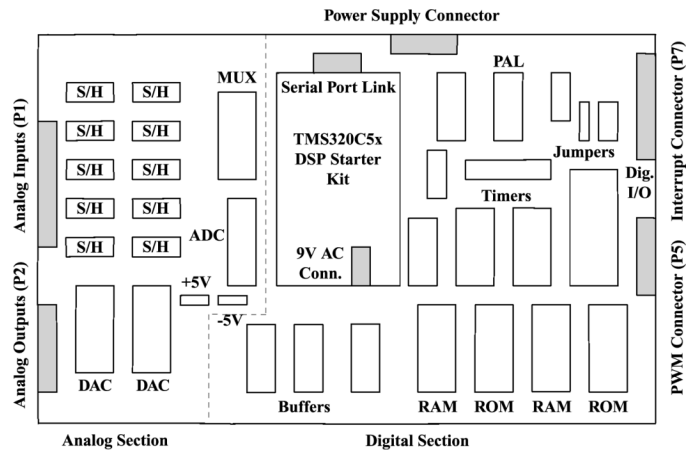 Power Supply Connector
Analog Inputs (P1)
Analog Outputs (P2)
S/H
S/H
S/H
S/H
S/H
S/H
S/H
S/H
S/H
S/H
MUX
ADC
+5V
-5V
DAC
DAC
Serial Port Link
TMS320C5x
DSP Starter
Kit
9V AC
Conn.
PAL
Jumpers
Timers
Dig.
I/O
Interrupt Connector (P7)
PWM Connector (P5)
Buffers
RAM
ROM
RAM
ROM
Analog Section
Digital Section